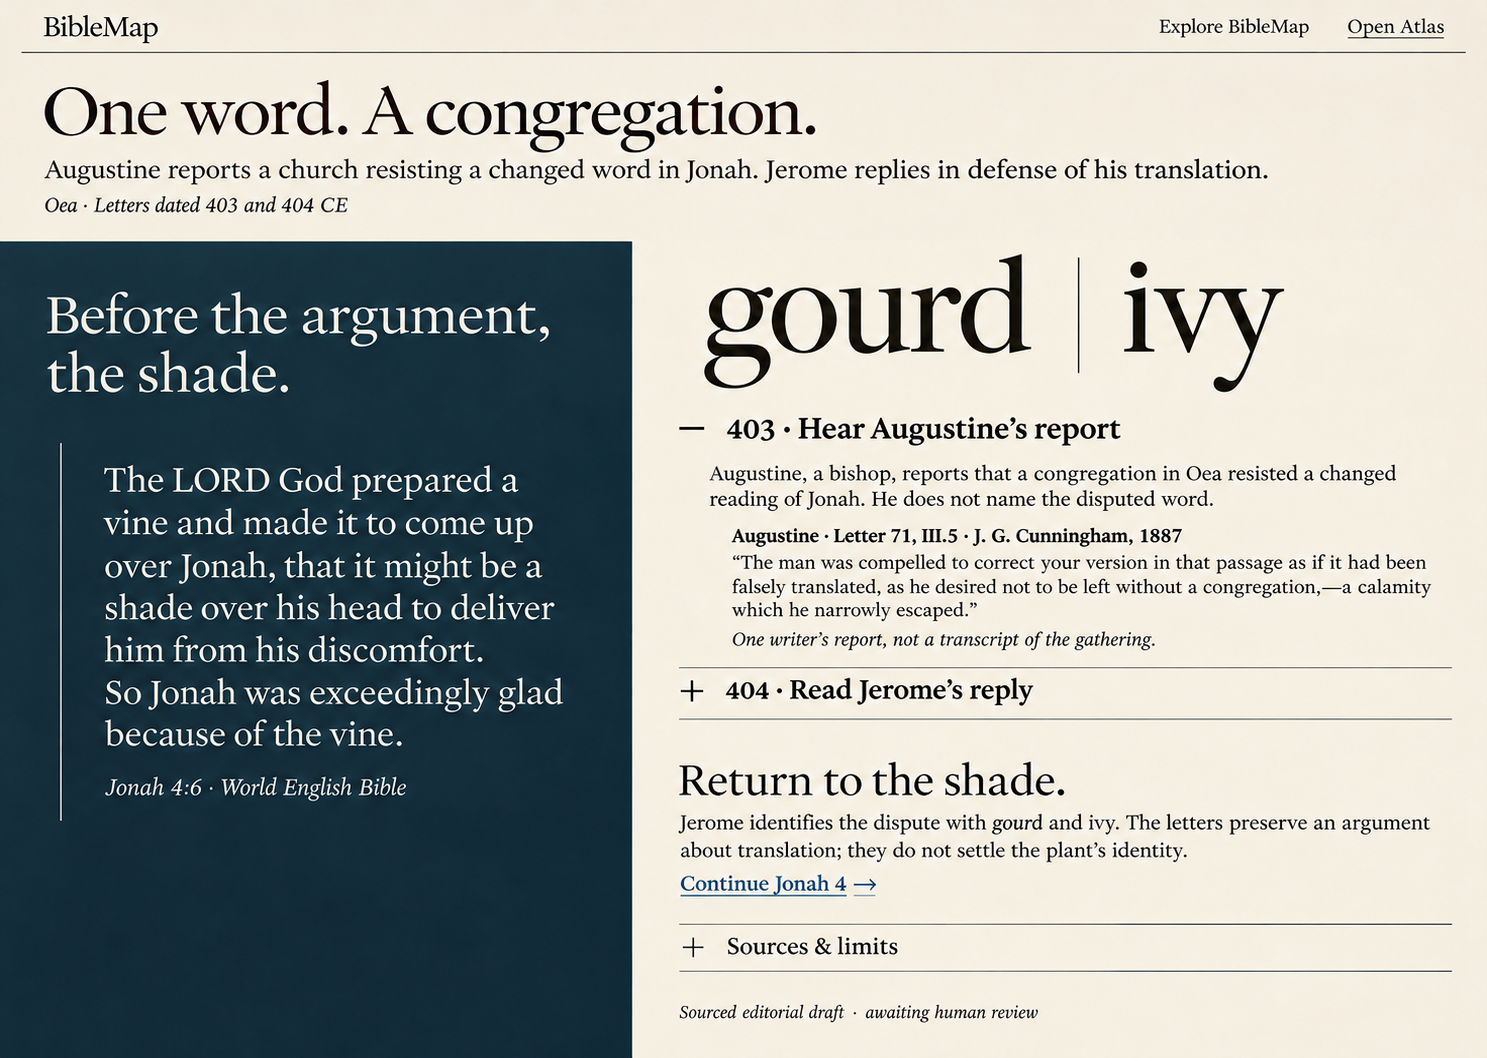 BibleMap
Explore BibleMap
Open Atlas
One word. A congregation.
Augustine reports a church resisting a changed word in Jonah. Jerome replies in defense of his translation.
Oea · Letters dated 403 and 404 CE
Before the argument,
the shade.
The LORD God prepared a
vine and made it to come up
over Jonah, that it might be a
shade over his head to deliver
him from his discomfort.
So Jonah was exceedingly glad
because of the vine.
Jonah 4:6 · World English Bible
gourd | ivy
— 403 · Hear Augustine’s report
Augustine, a bishop, reports that a congregation in Oea resisted a changed
reading of Jonah. He does not name the disputed word.
Augustine · Letter 71, III.5 · J. G. Cunningham, 1887
“The man was compelled to correct your version in that passage as if it had been
falsely translated, as he desired not to be left without a congregation,—a calamity
which he narrowly escaped.”
One writer’s report, not a transcript of the gathering.
+ 404 · Read Jerome’s reply
Return to the shade.
Jerome identifies the dispute with gourd and ivy. The letters preserve an argument
about translation; they do not settle the plant’s identity.
Continue Jonah 4 →
+ Sources & limits
Sourced editorial draft · awaiting human review